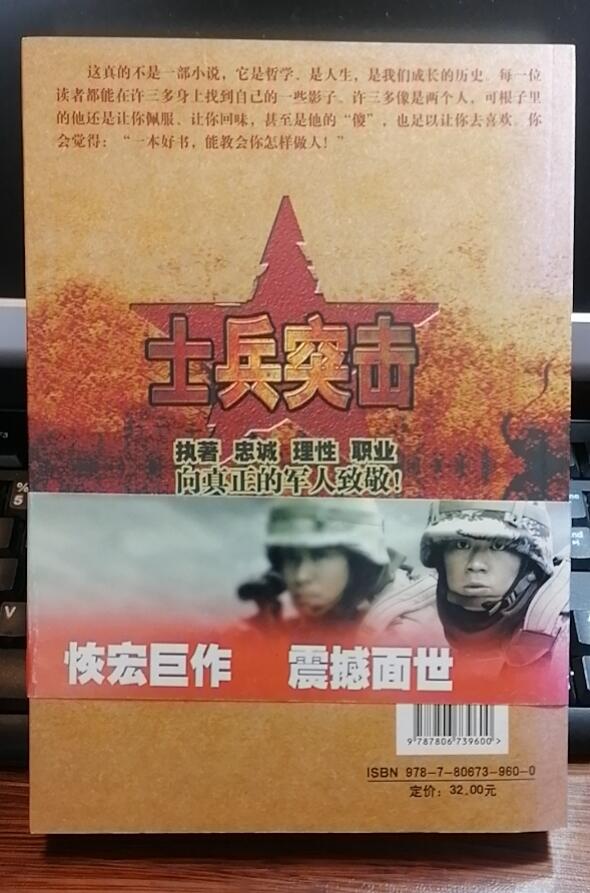 这真的不是一部小说，它是哲学。是人生，是我们成长的历史。每一位
读者都能在许三多身上找到自己的一些影子。许三多像是两个人，可根子里
的他还是让你佩服、让你回味，甚至是他的“傻”，也足以让你去喜欢。你
会觉得：“一本好书，能教会你怎样做人！”
士兵突击
执著 忠诚 理性 职业
向真正的军人致敬！
恢宏巨作 震撼面世
9787806739600>
ISBN 978-7-80673-960-0
定价：32.00元